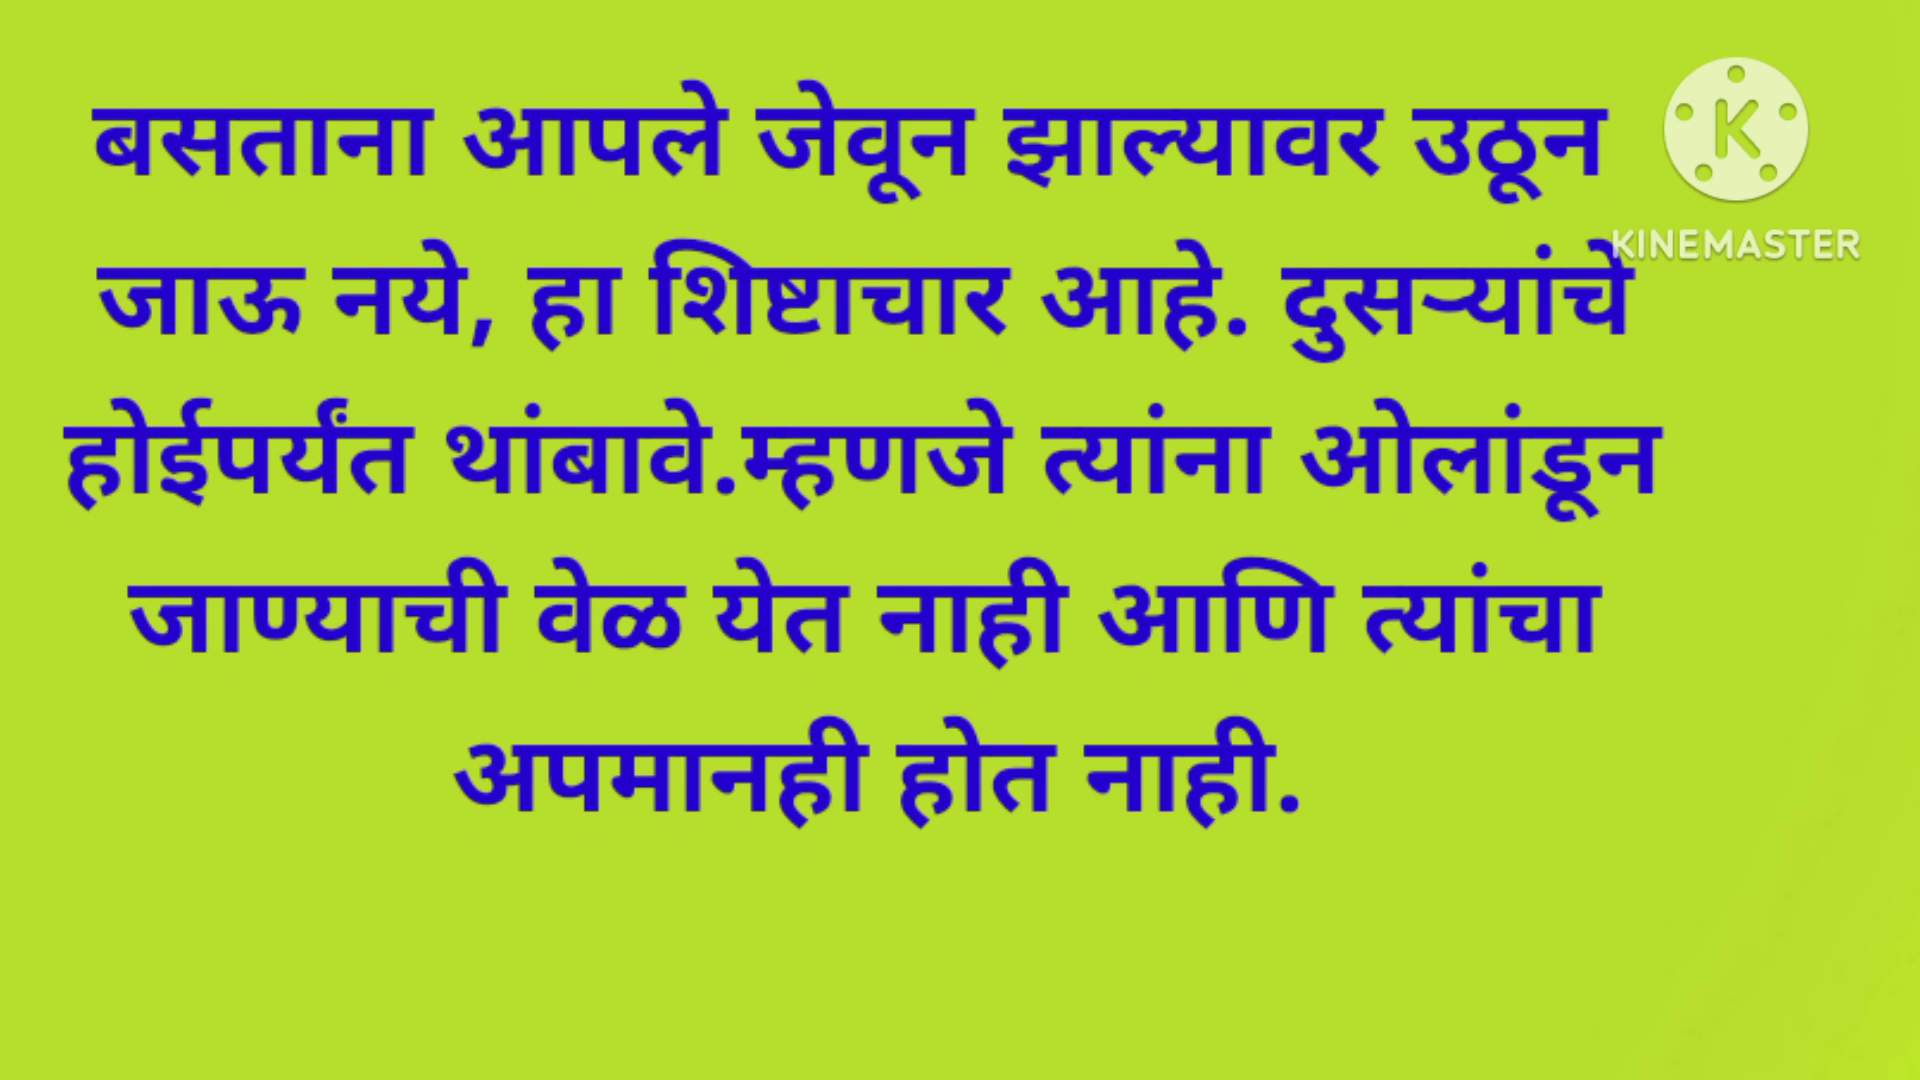 बसताना आपले जेवून झाल्यावर उठून
जाऊ नये, हा शिष्टाचार आहे. दुसऱ्यांचे
होईपर्यंत थांबावे.म्हणजे त्यांना ओलांडून
जाण्याची वेळ येत नाही आणि त्यांचा
अपमानही होत नाही.
K
KINEMASTER